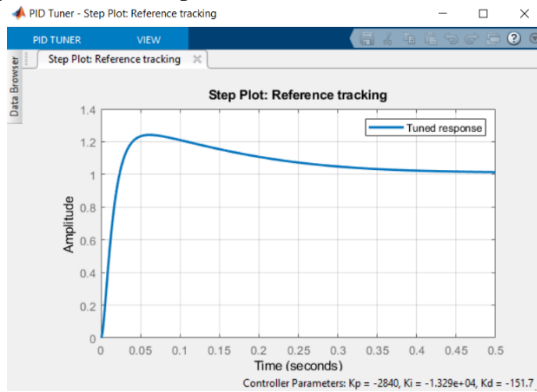 PID Tuner - Step Plot: Reference tracking
PID TUNER VIEW
Step Plot: Reference tracking
Data Browser
Step Plot: Reference tracking
Tuned response
1.4
1.2
1
0.8
0.6
0.4
0.2
0
Amplitude
0 0.05 0.1 0.15 0.2 0.25 0.3 0.35 0.4 0.45 0.5
Time (seconds)
Controller Parameters: Kp = -2840, Ki = -1.329e+04, Kd = -151.7